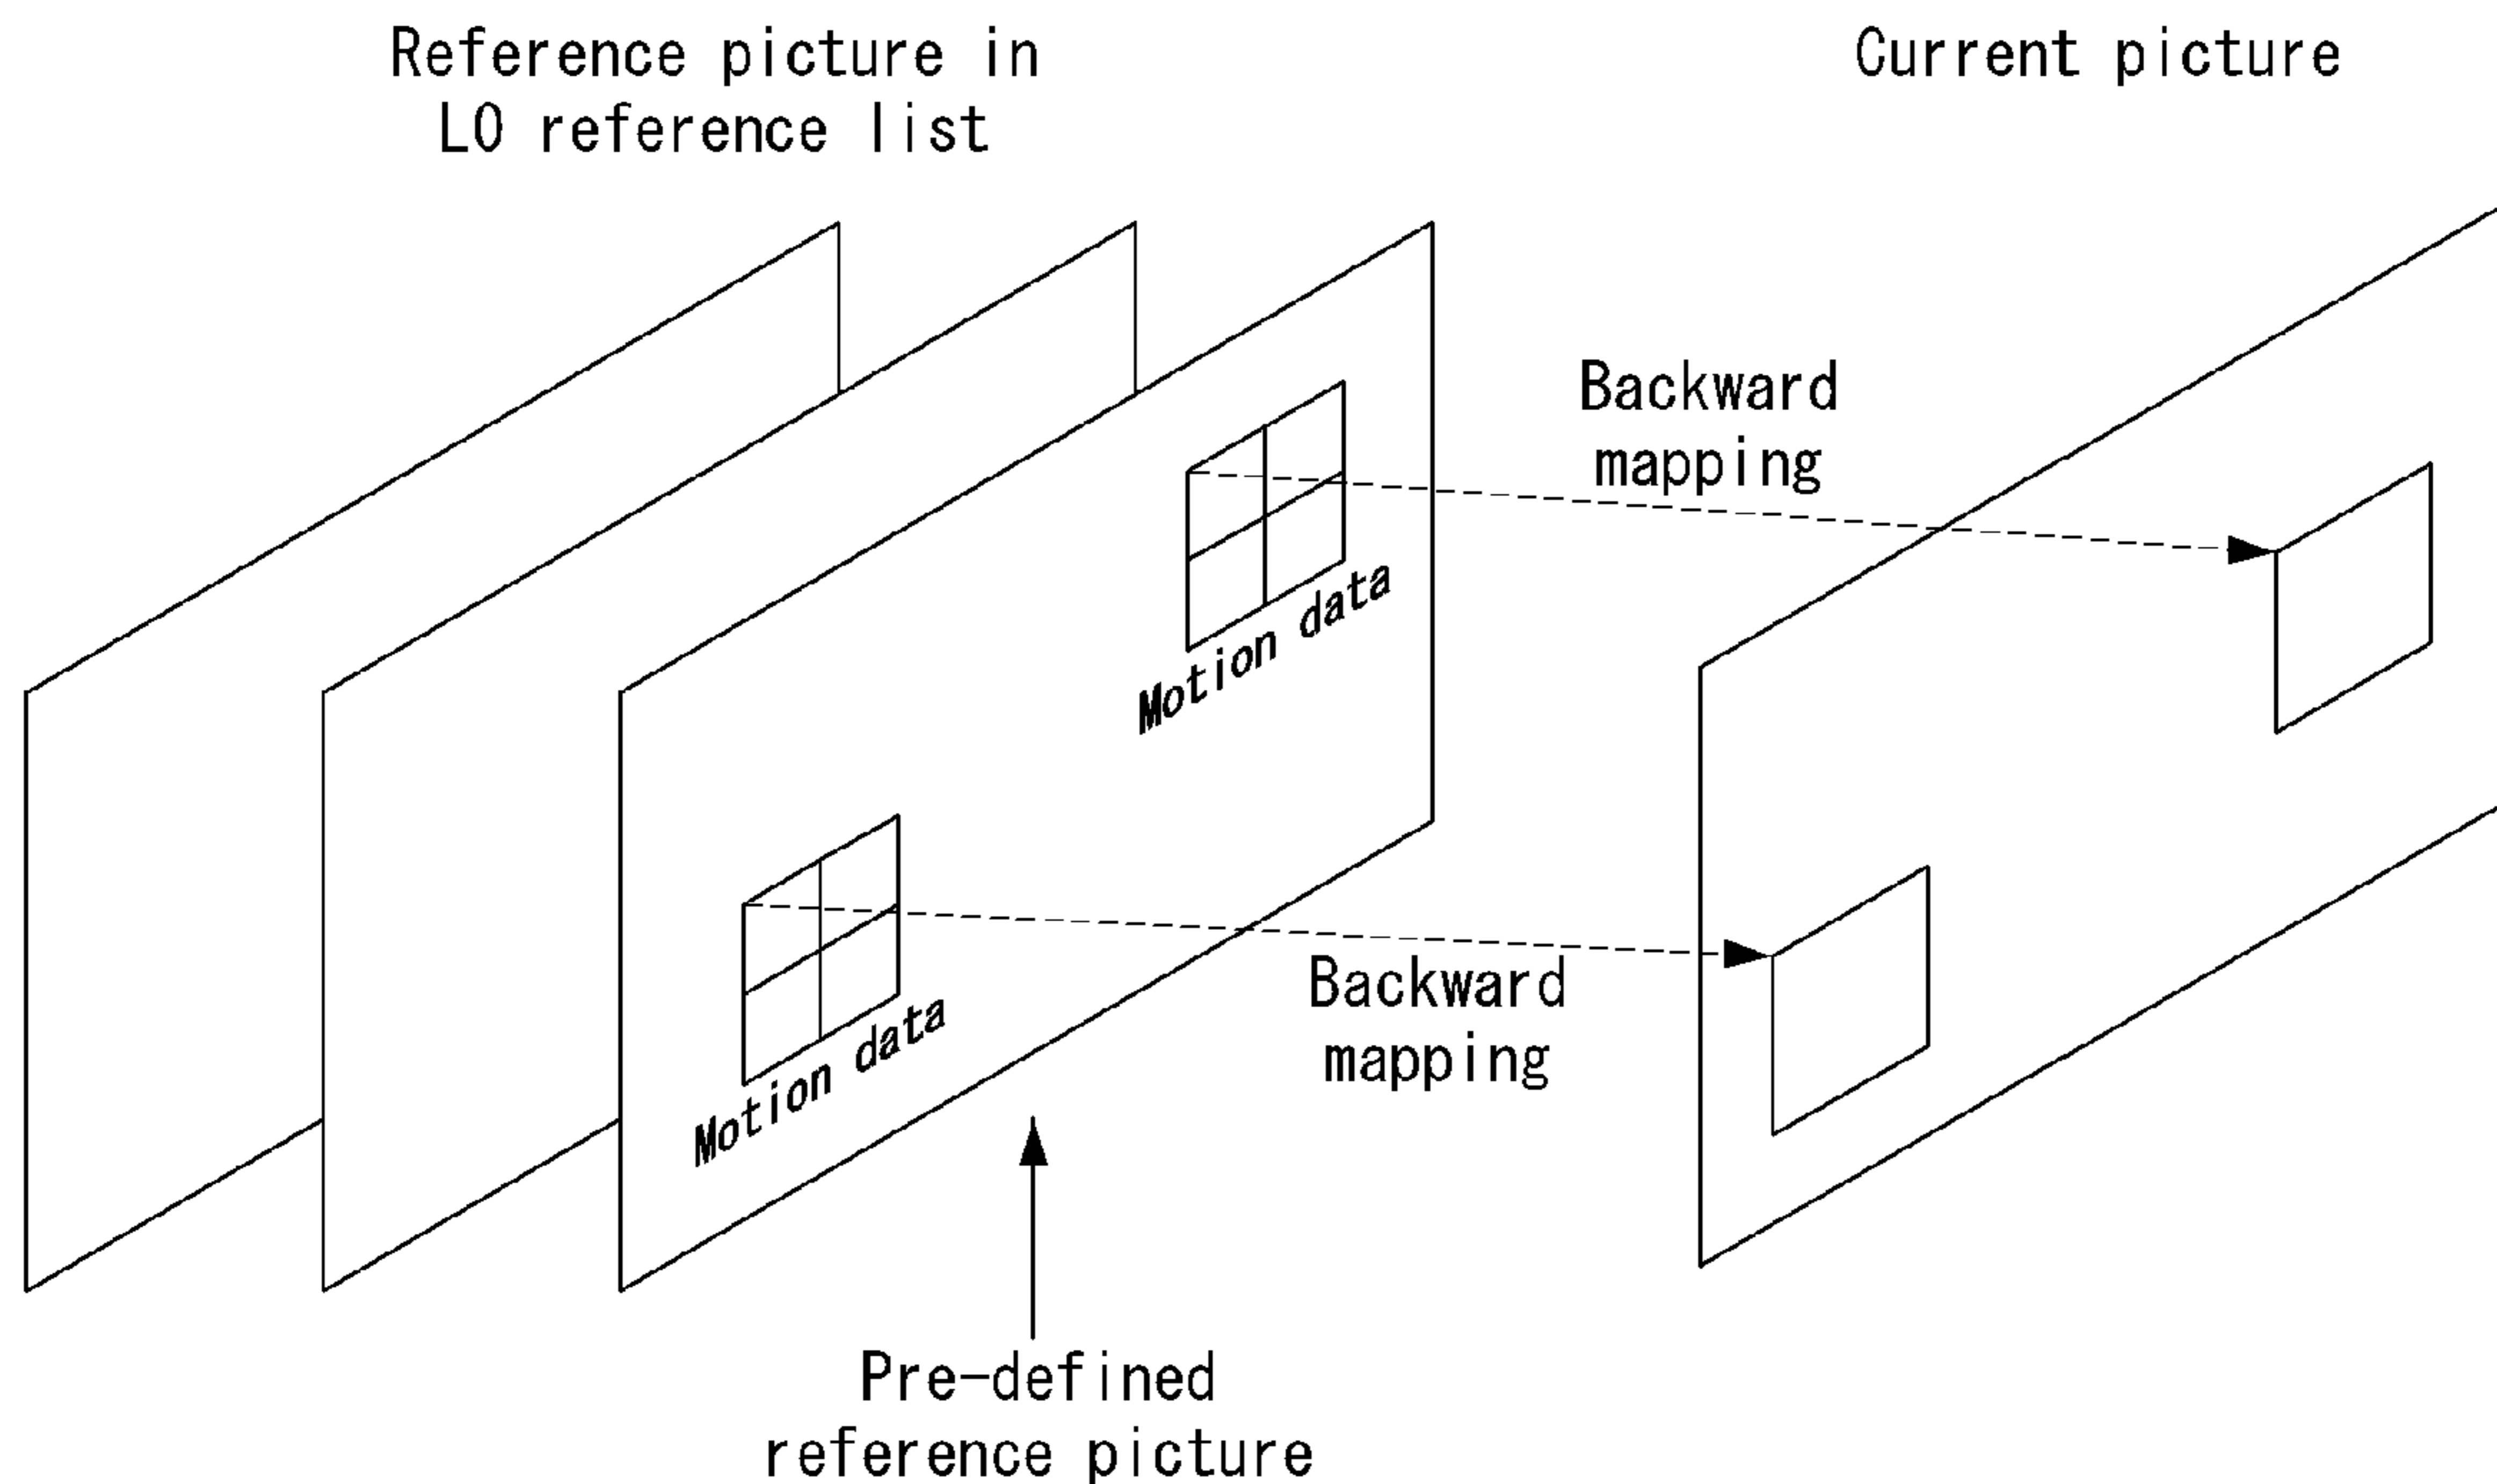 Reference picture in
L0 reference list
Current picture
Backward
mapping
Motion data
Backward
mapping
Motion data
Pre-defined
reference picture